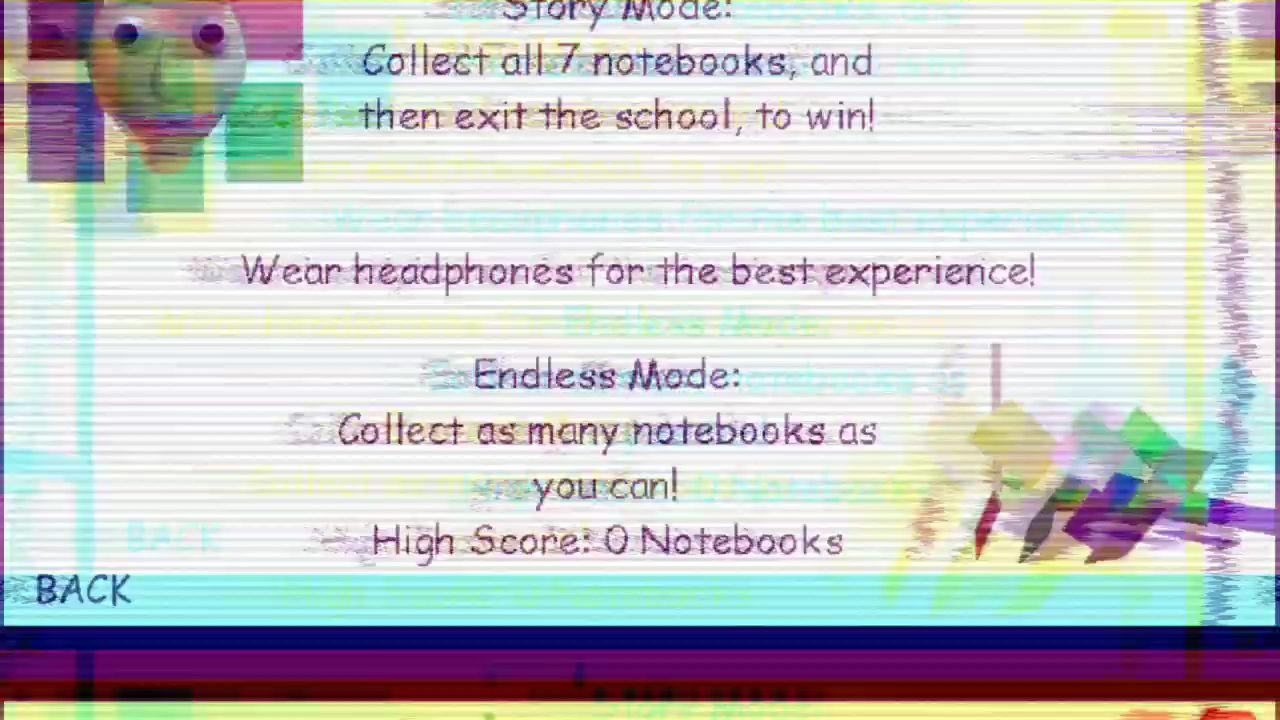 Story Mode:
Collect all 7 notebooks, and
then exit the school, to win!
Wear headphones for the best experience!
Endless Mode:
Collect as many notebooks as
you can!
High Score: 0 Notebooks
BACK